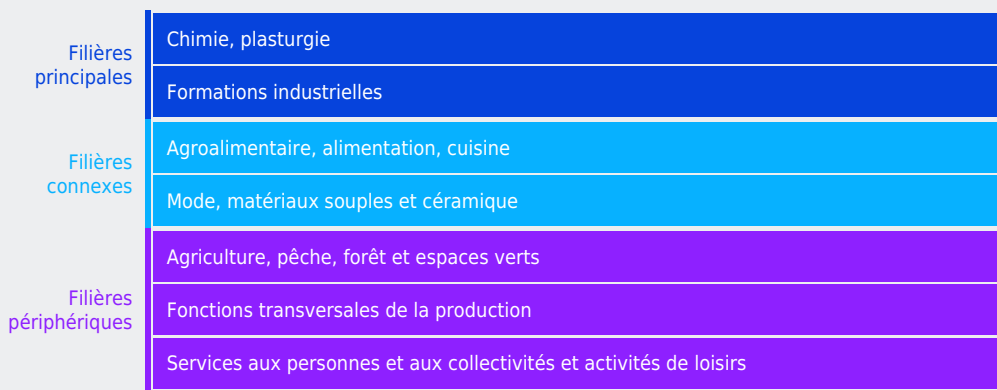 Filières
principales
Chimie, plasturgie
Formations industrielles
Filières
connexes
Agroalimentaire, alimentation, cuisine
Mode, matériaux souples et céramique
Filières
périphériques
Agriculture, pêche, forêt et espaces verts
Fonctions transversales de la production
Services aux personnes et aux collectivités et activités de loisirs